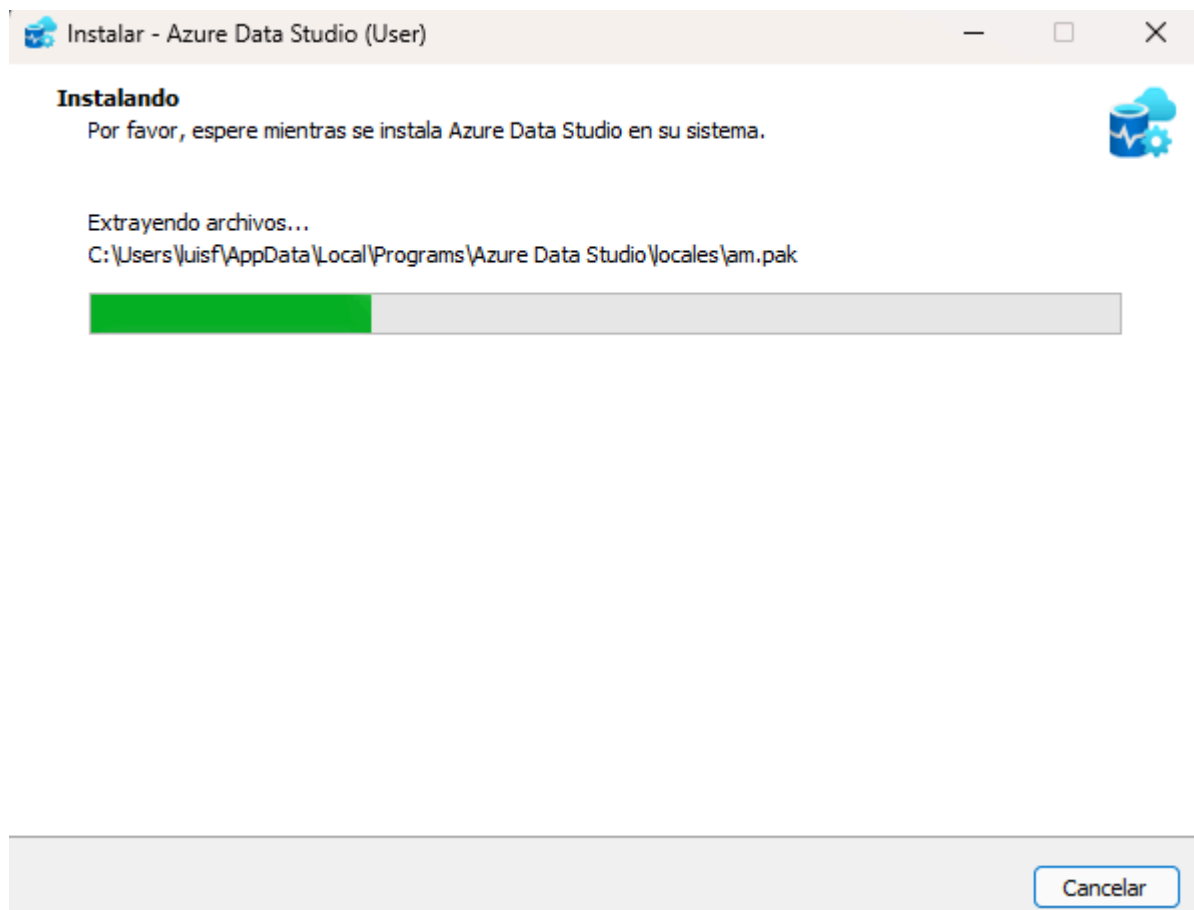 Instalar - Azure Data Studio (User)
Instalando
Por favor, espere mientras se instala Azure Data Studio en su sistema.
Extrayendo archivos...
C:\Users\luisf\AppData\Local\Programs\Azure Data Studio\locales\am.pak
Cancelar